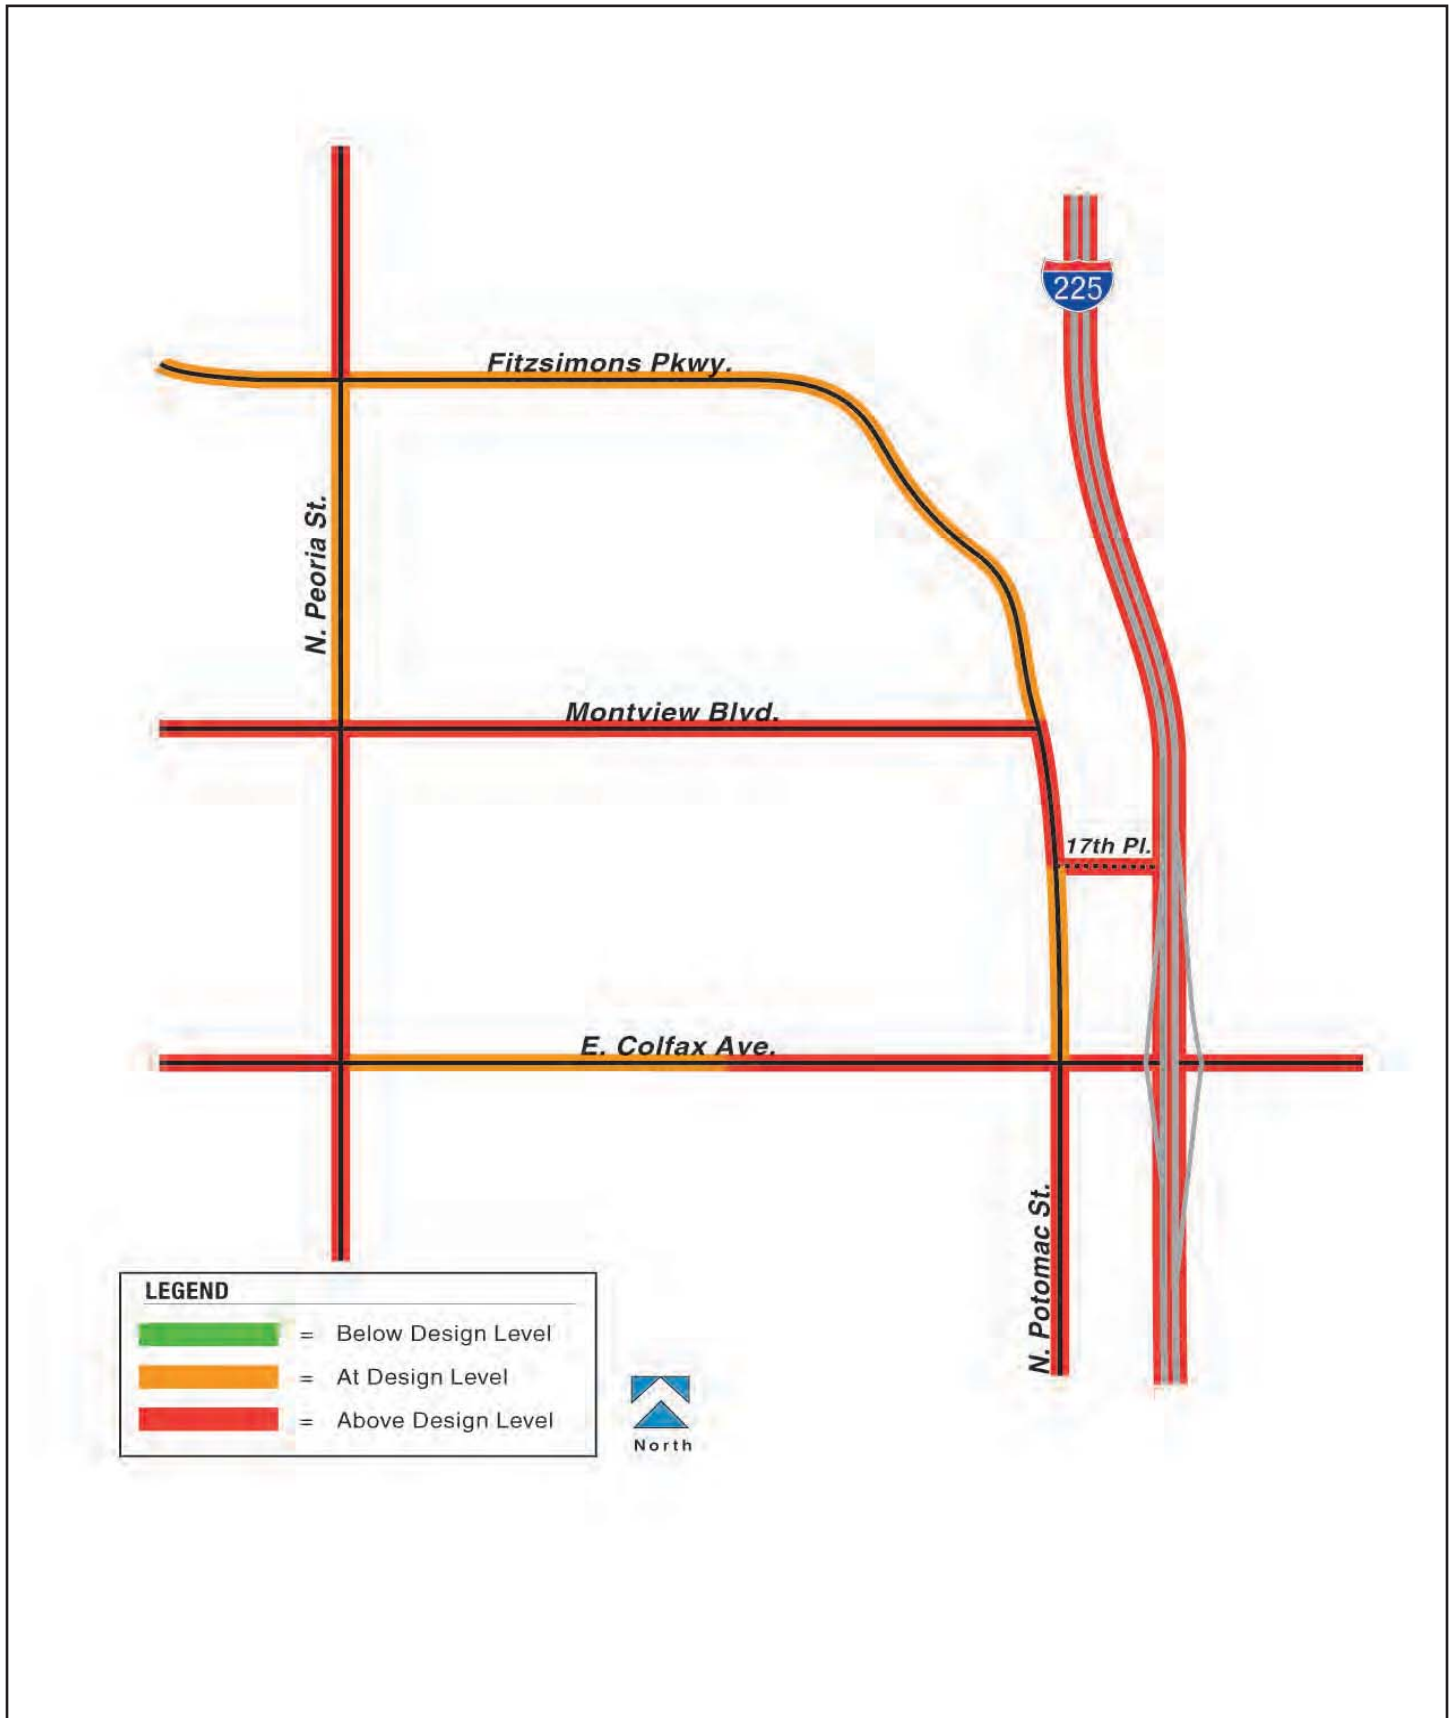 225
Fitzsimons Pkwy.
N. Peoria St.
Montview Blvd.
17th Pl.
E. Colfax Ave.
N. Potomac St.
LEGEND
= Below Design Level
= At Design Level
= Above Design Level
North